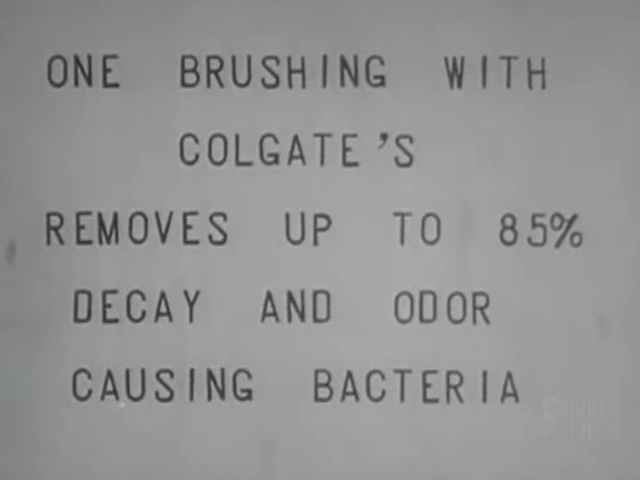 ONE BRUSHING WITH
COLGATE'S
REMOVES UP TO 85%
DECAY AND ODOR
CAUSING BACTERIA